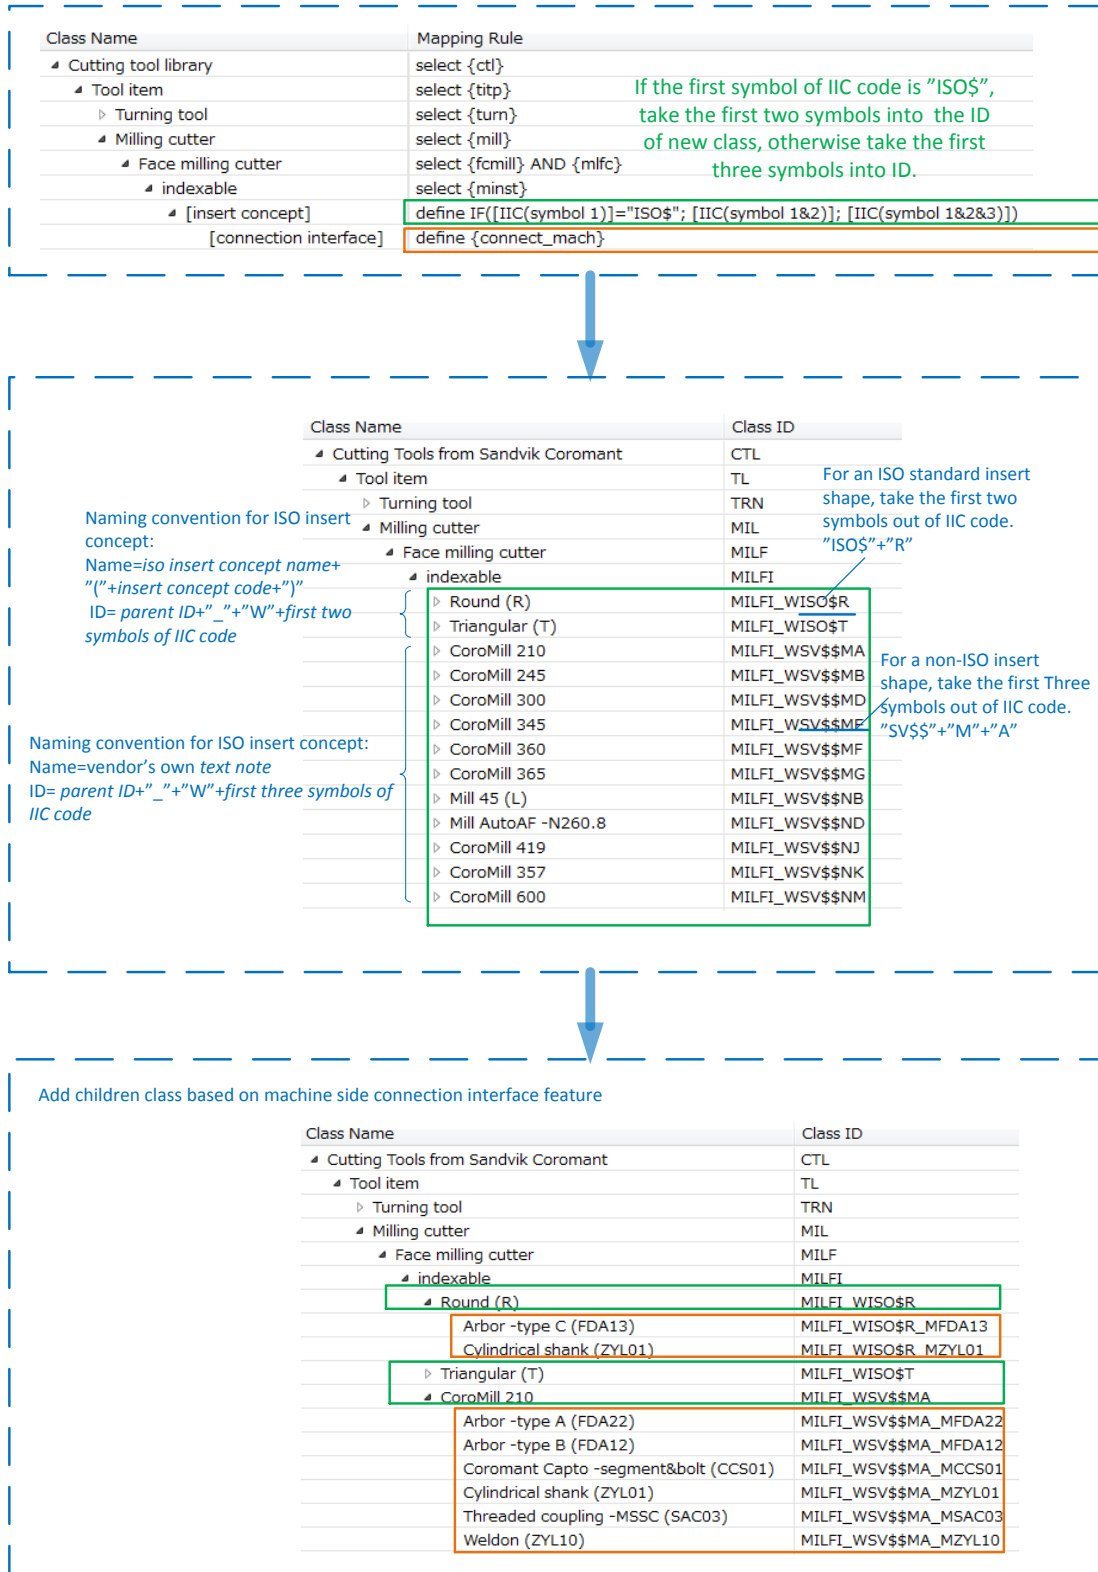 Class Name Mapping Rule
Cutting tool library select {ctl}
Tool item select {titp}
Turning tool select {turn}
Milling cutter select {mill}
Face milling cutter select {fcmill} AND {mlfc}
indexable select {minst}
[insert concept] define IF([IIC(symbol 1)]="ISO$"; [IIC(symbol 1&2)]; [IIC(symbol 1&2&3)])
[connection interface] define {connect_mach}
If the first symbol of IIC code is ”ISO$”,
take the first two symbols into the ID
of new class, otherwise take the first
three symbols into ID.
Class Name Class ID
Cutting Tools from Sandvik Coromant CTL
Tool item TL
Turning tool TRN
Milling cutter MIL
Face milling cutter MILF
indexable MILFI
Round (R) MILFI_WISO$R
Triangular (T) MILFI_WISO$T
CoroMill 210 MILFI_WSV$$MA
CoroMill 245 MILFI_WSV$$MB
CoroMill 300 MILFI_WSV$$MD
CoroMill 345 MILFI_WSV$$ME
CoroMill 360 MILFI_WSV$$MF
CoroMill 365 MILFI_WSV$$MG
Mill 45 (L) MILFI_WSV$$NB
Mill AutoAF -N260.8 MILFI_WSV$$ND
CoroMill 419 MILFI_WSV$$NJ
CoroMill 357 MILFI_WSV$$NK
CoroMill 600 MILFI_WSV$$NM
Naming convention for ISO insert
concept:
Name=iso insert concept name+
”(”+insert concept code+”)”
ID= parent ID+”_”+”W”+first two
symbols of IIC code
Naming convention for ISO insert concept:
Name=vendor’s own text note
ID= parent ID+”_”+”W”+first three symbols of
IIC code
For an ISO standard insert
shape, take the first two
symbols out of IIC code.
”ISO$”+”R”
For a non-ISO insert
shape, take the first Three
symbols out of IIC code.
”SV$$”+”M”+”A”
Add children class based on machine side connection interface feature
Class Name Class ID
Cutting Tools from Sandvik Coromant CTL
Tool item TL
Turning tool TRN
Milling cutter MIL
Face milling cutter MILF
indexable MILFI
Round (R) MILFI_WISO$R
Arbor -type C (FDA13) MILFI_WISO$R_MFDA13
Cylindrical shank (ZYL01) MILFI_WISO$R_MZYL01
Triangular (T) MILFI_WISO$T
CoroMill 210 MILFI_WSV$$MA
Arbor -type A (FDA22) MILFI_WSV$$MA_MFDA22
Arbor -type B (FDA12) MILFI_WSV$$MA_MFDA12
Coromant Capto -segment&bolt (CCS01) MILFI_WSV$$MA_MCCS01
Cylindrical shank (ZYL01) MILFI_WSV$$MA_MZYL01
Threaded coupling -MSSC (SAC03) MILFI_WSV$$MA_MSAC03
Weldon (ZYL10) MILFI_WSV$$MA_MZYL10